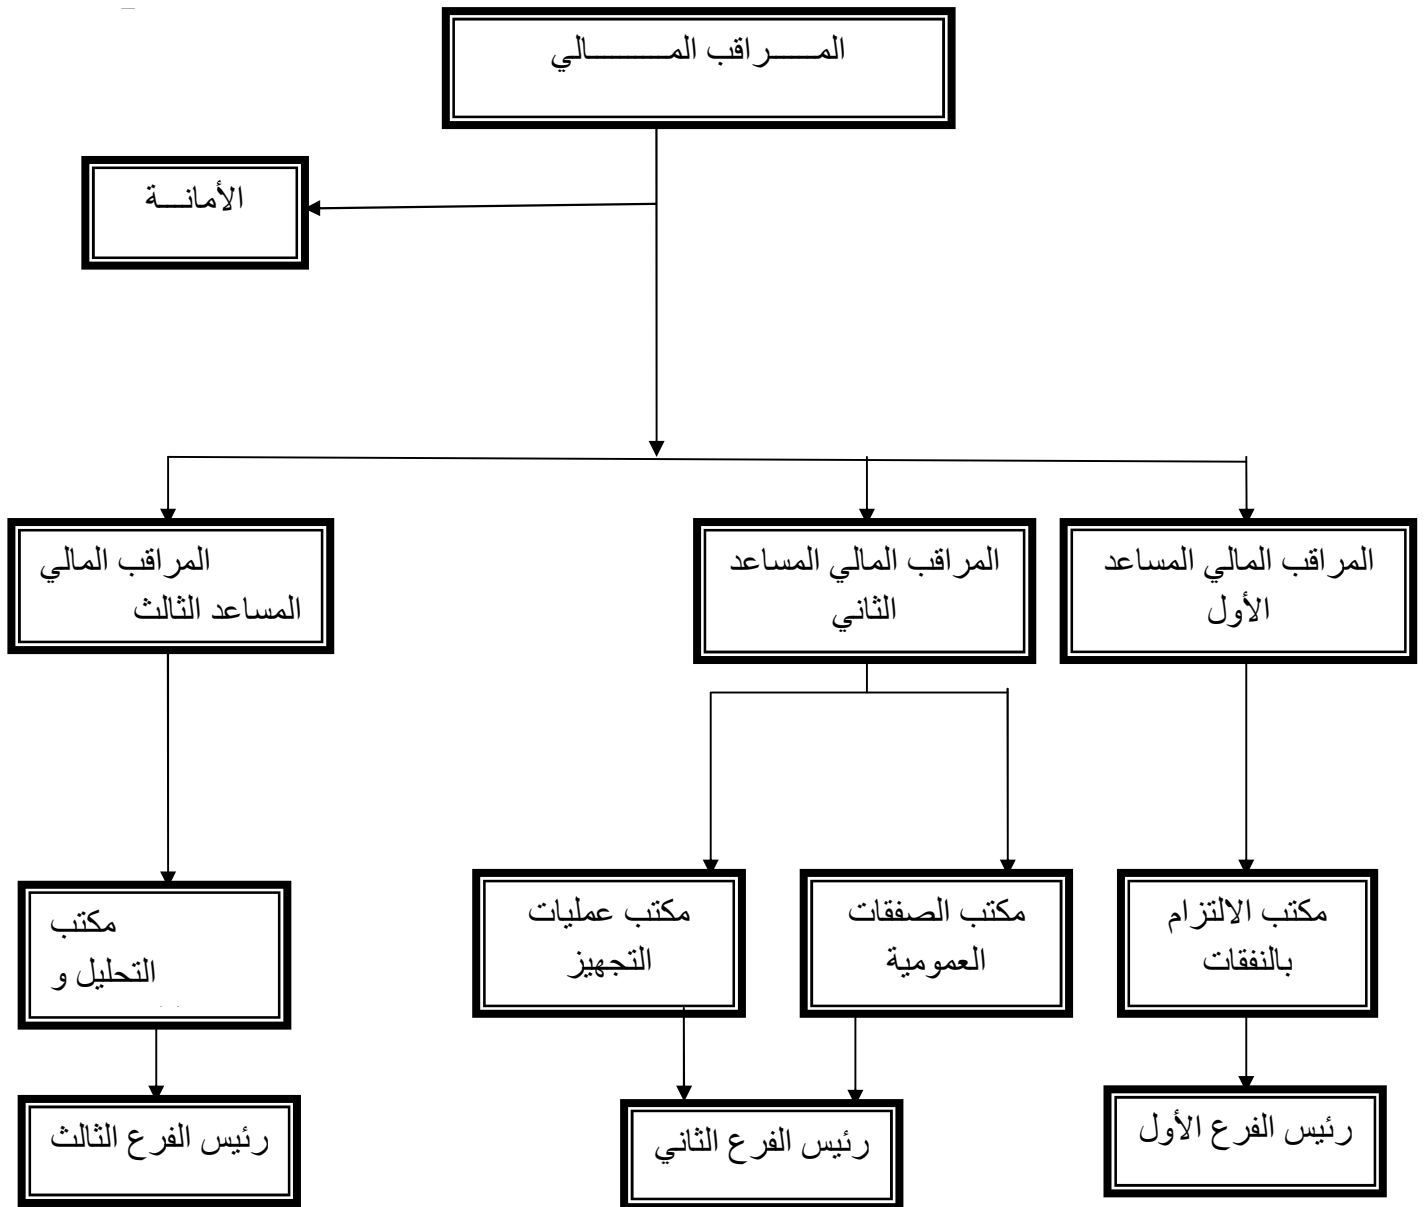 المـــــراقب المــــــــالي
الأمانــــة
المراقب المالي المساعد
الأول
المراقب المالي المساعد
الثاني
المراقب المالي
المساعد الثالث
مكتب الالتزام
بالنفقات
مكتب الصفقات
العمومية
مكتب عمليات
التجهيز
مكتب
التحليل و
رئيس الفرع الأول
رئيس الفرع الثاني
رئيس الفرع الثالث